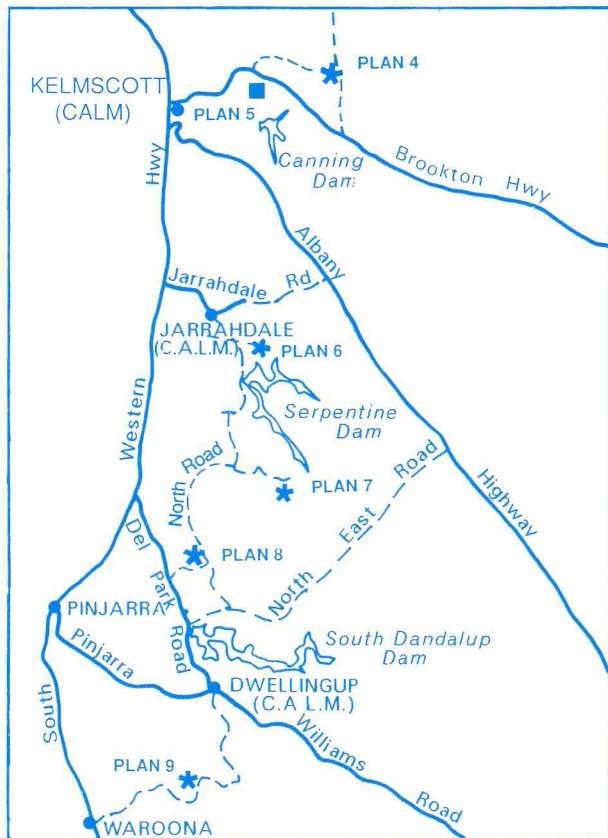 PLAN 4
KELMSCOTT
(CALM)
PLAN 5
Canning
Dam
Brookton Hwy
Hwy
Albany
Jarrahdale Rd
JARRAHDALE
(C.A.L.M.)
PLAN 6
Serpentine
Dam
Western
North Road
PLAN 7
Highway
North East Road
Del Park Road
PLAN 8
PINJARRA
Pinjarra
South Dandalup
Dam
DWELLINGUP
(C.A L.M.)
South
Williams Road
PLAN 9
WAROONA